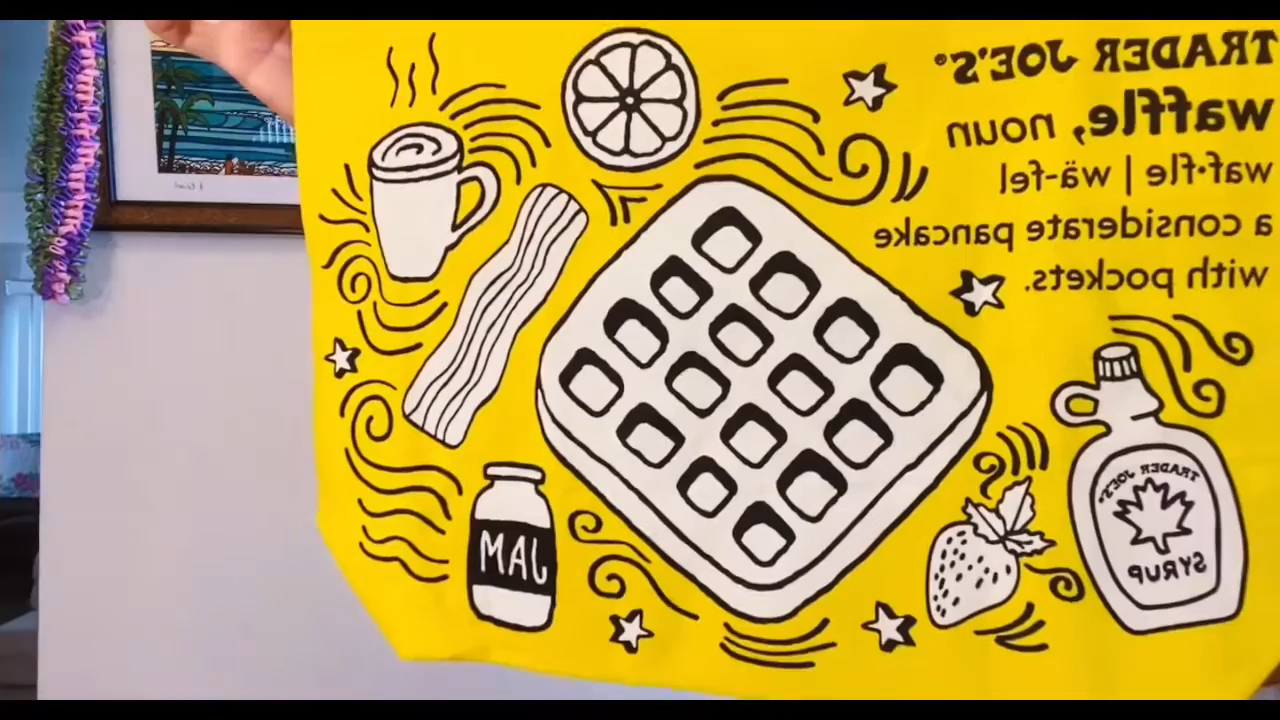 TRADER JOE'S®
waffle, noun
waf·fle | wä-fel
a considerate pancake
with pockets.
TRADER JOE'S®
SYRUP
JAM